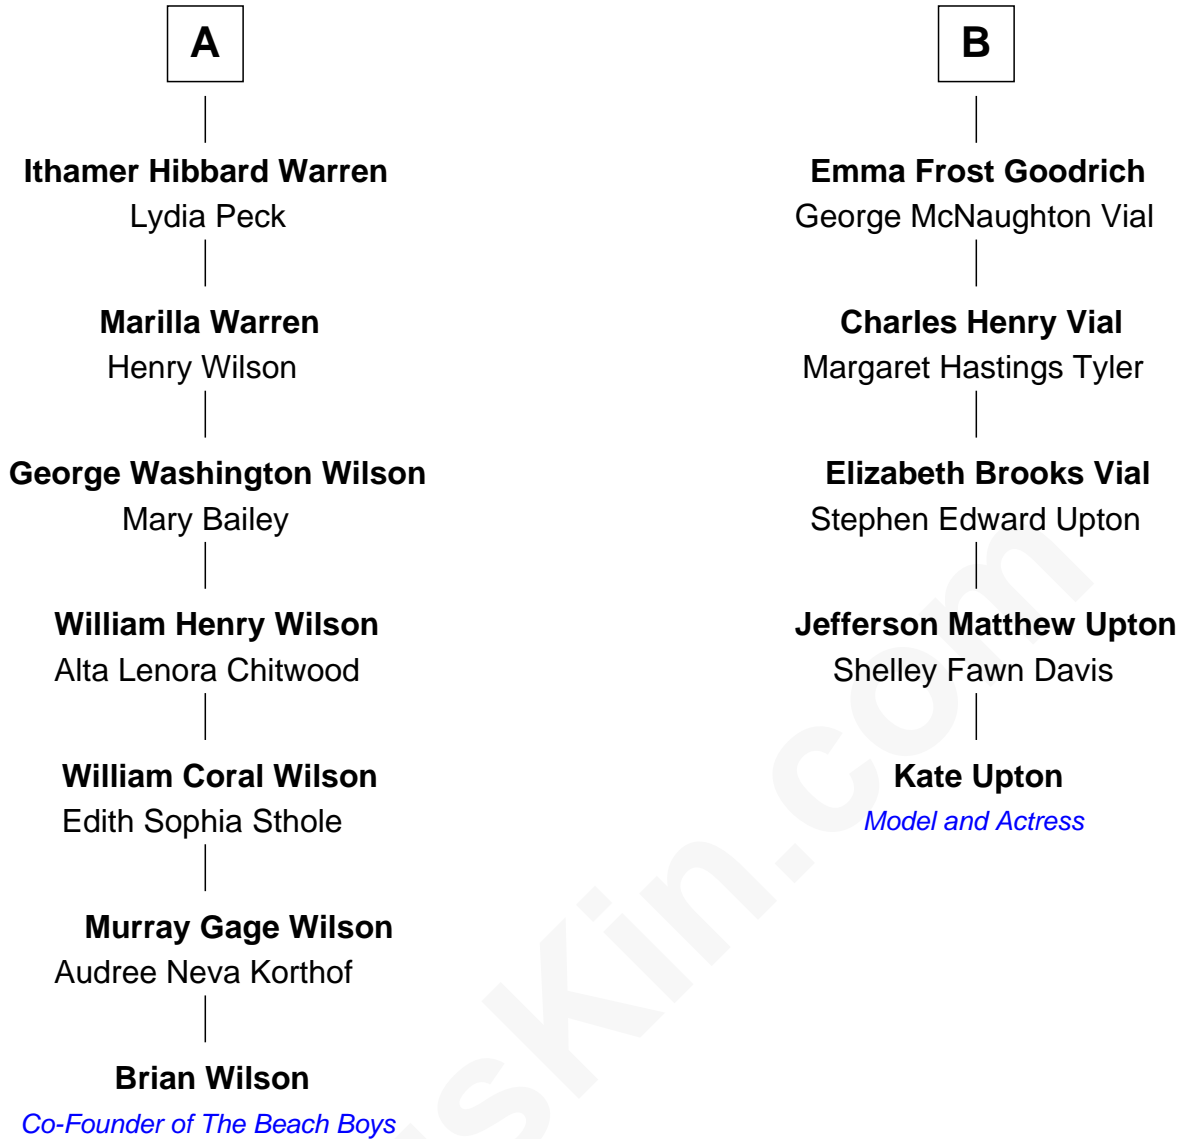 A
Ithamer Hibbard Warren
Lydia Peck
Marilla Warren
Henry Wilson
George Washington Wilson
Mary Bailey
William Henry Wilson
Alta Lenora Chitwood
William Coral Wilson
Edith Sophia Sthole
Murray Gage Wilson
Audree Neva Korthof
Brian Wilson
Co-Founder of The Beach Boys
B
Emma Frost Goodrich
George McNaughton Vial
Charles Henry Vial
Margaret Hastings Tyler
Elizabeth Brooks Vial
Stephen Edward Upton
Jefferson Matthew Upton
Shelley Fawn Davis
Kate Upton
Model and Actress
sKin.com